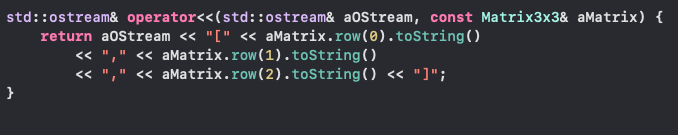 std::ostream& operator<<(std::ostream& aOStream, const Matrix3x3& aMatrix) {
    return aOStream << "[" << aMatrix.row(0).toString()
        << "," << aMatrix.row(1).toString()
        << "," << aMatrix.row(2).toString() << "]";
}